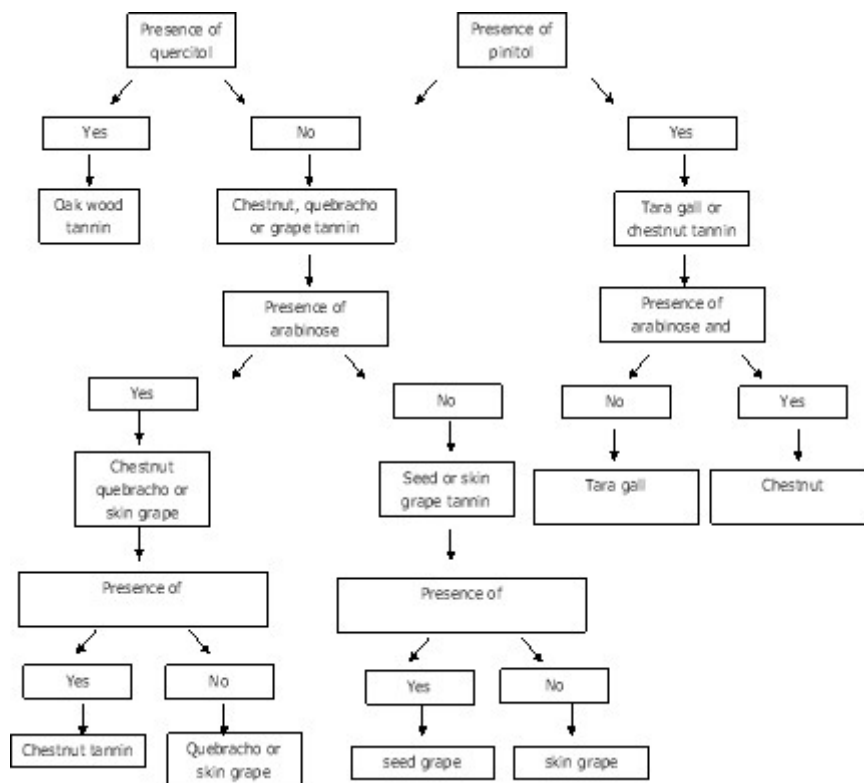 Presence of
quercitol
Presence of
pinitol
Yes
No
Yes
Oak wood
tannin
Chestnut, quebracho
or grape tannin
Tara gall or
chestnut tannin
Presence of
arabinose
Presence of
arabinose and
Yes
No
No
Yes
Chestnut
quebracho or
skin grape
Seed or skin
grape tannin
Tara gall
Chestnut
Presence of
Presence of
Yes
No
Yes
No
Chestnut tannin
Quebracho or
skin grape
seed grape
skin grape